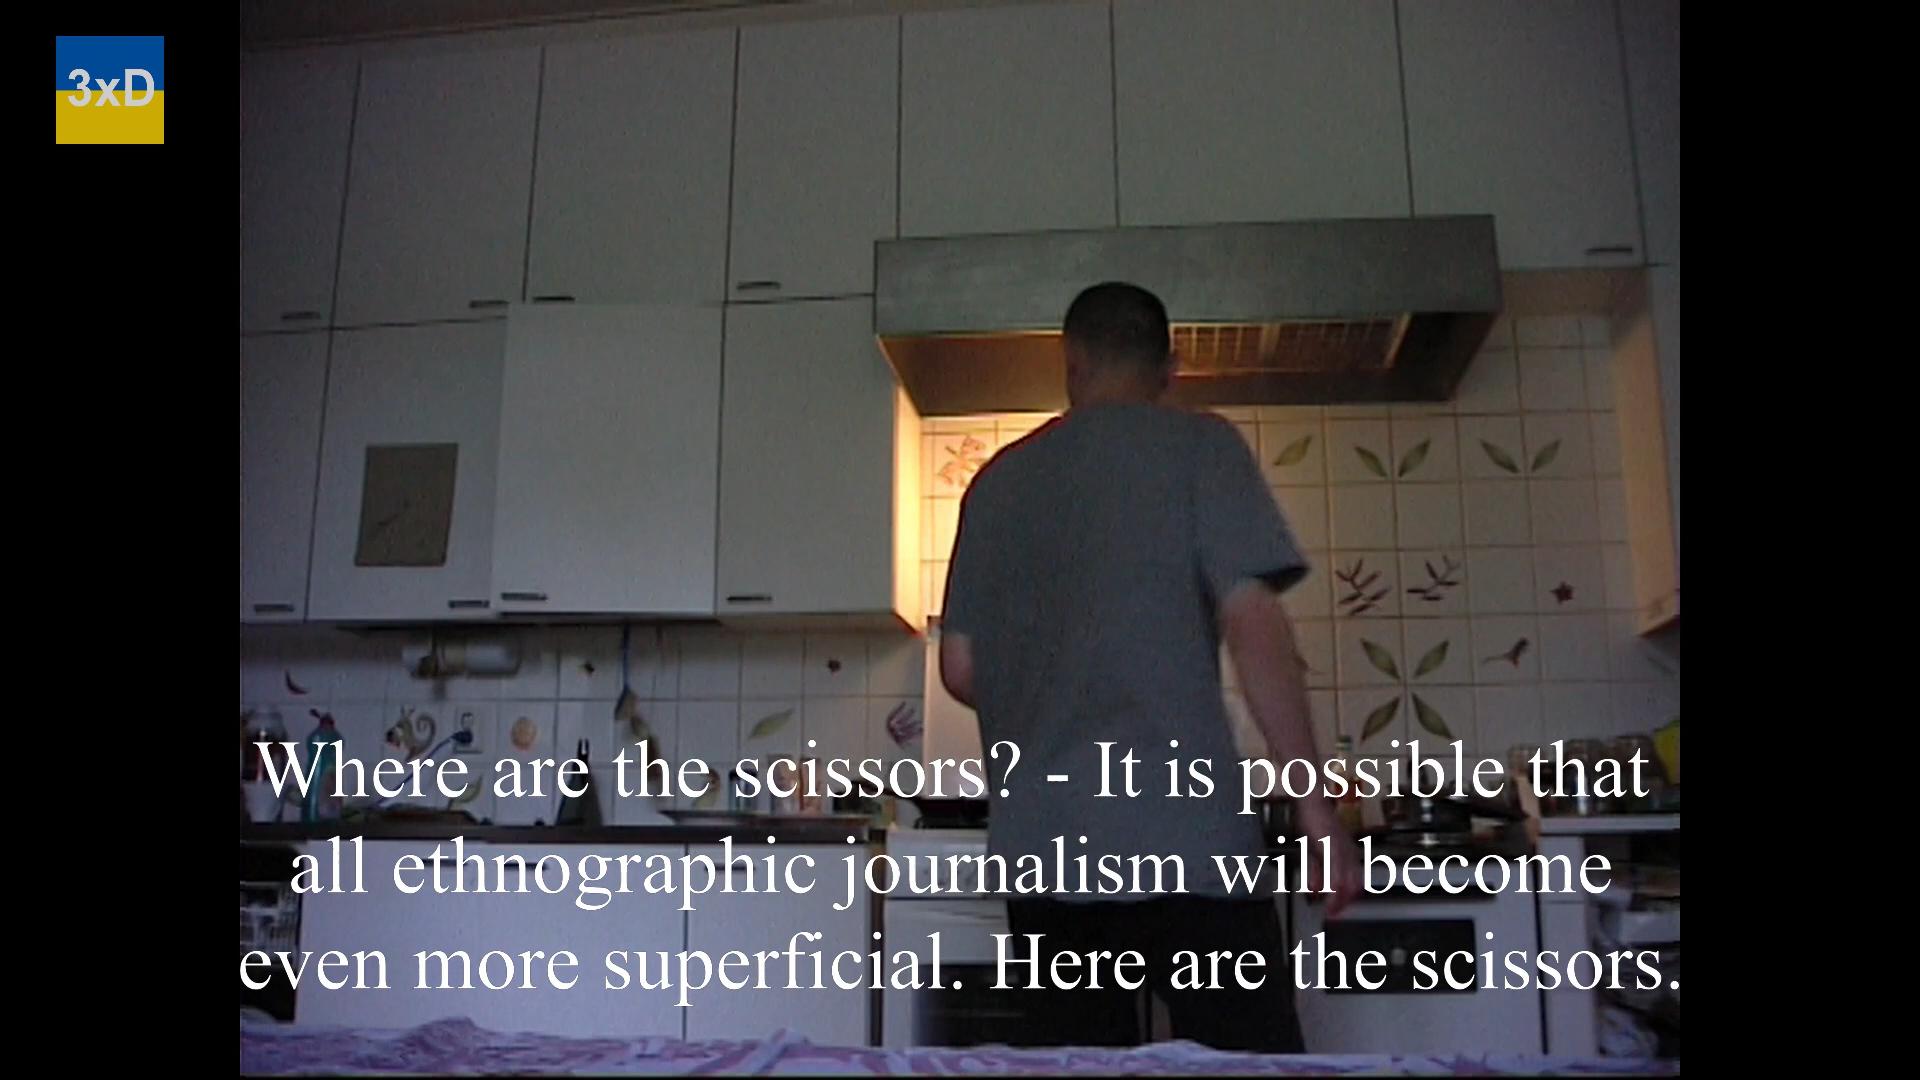 3xD
Where are the scissors? - It is possible that
all ethnographic journalism will become
even more superficial. Here are the scissors.